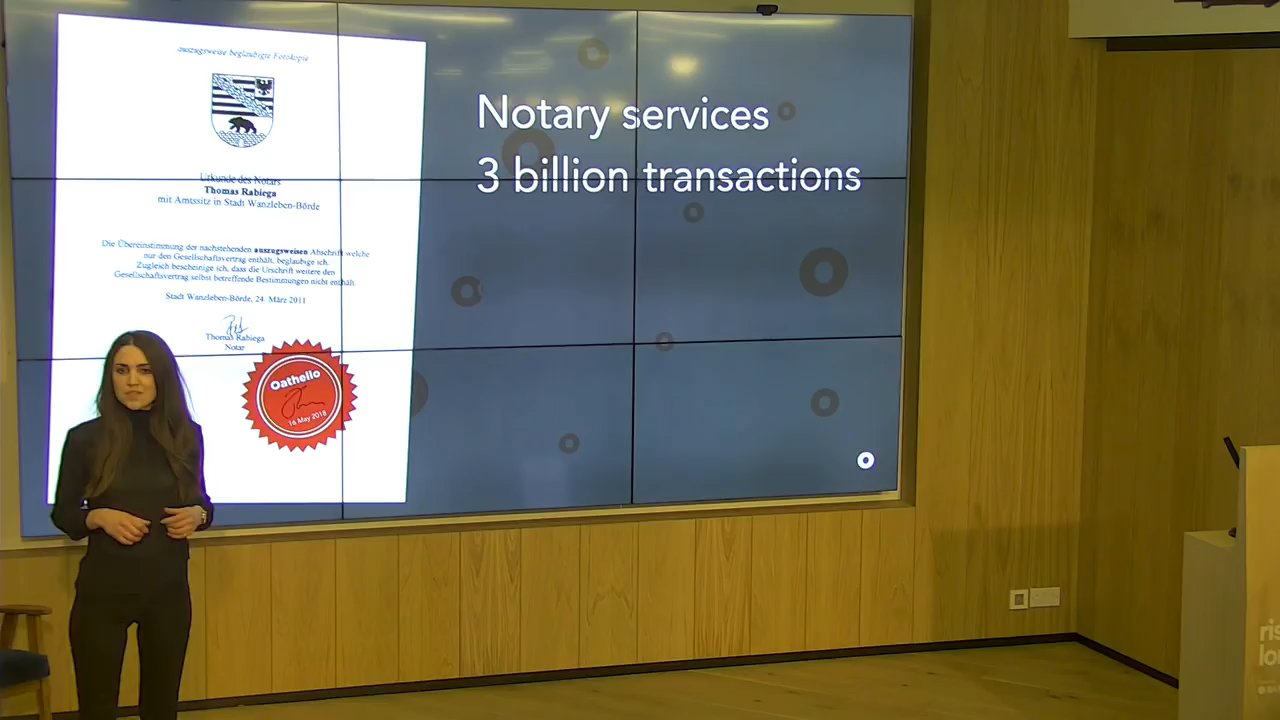 auszugsweise beglaubigte Fotokopie
Urkunde des Notars
Thomas Rabiega
mit Amtssitz in Stadt Wanzleben-Börde
Die Übereinstimmung der nachstehenden auszugsweisen Abschrift welche
nur den Gesellschaftsvertrag enthält, beglaubige ich.
Zugleich bescheinige ich, dass die Urschrift weitere den
Gesellschaftsvertrag selbst betreffende Bestimmungen nicht enthält.
Stadt Wanzleben-Börde, 24. März 2011
Thomas Rabiega
Notar
Oathello
16 May 2018
Notary services
3 billion transactions
ris
lo